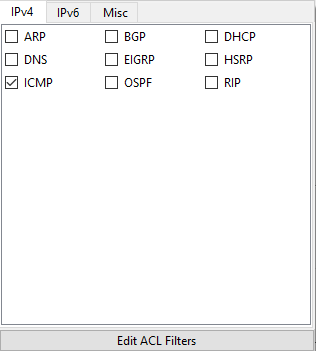 IPv4 IPv6 Misc
ARP BGP DHCP
DNS EIGRP HSRP
ICMP OSPF RIP
Edit ACL Filters